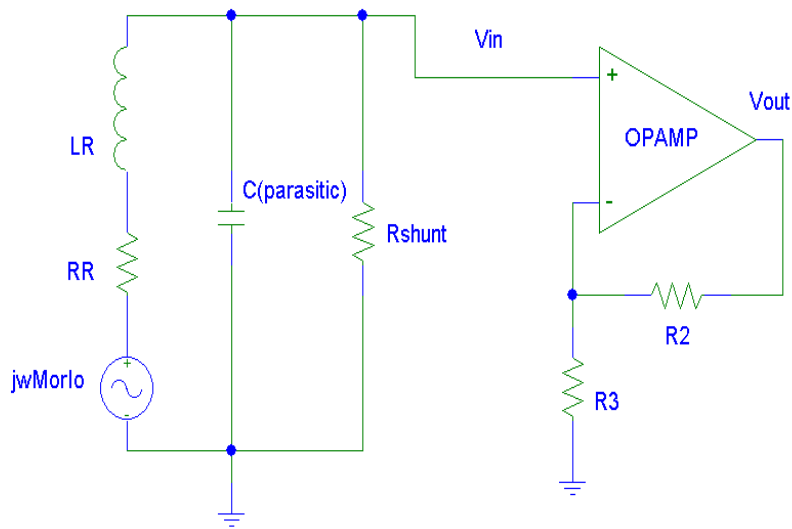 Vin
+
Vout
OPAMP
LR
C(parasitic)
-
Rshunt
RR
R2
+
jwMorIo
-
R3